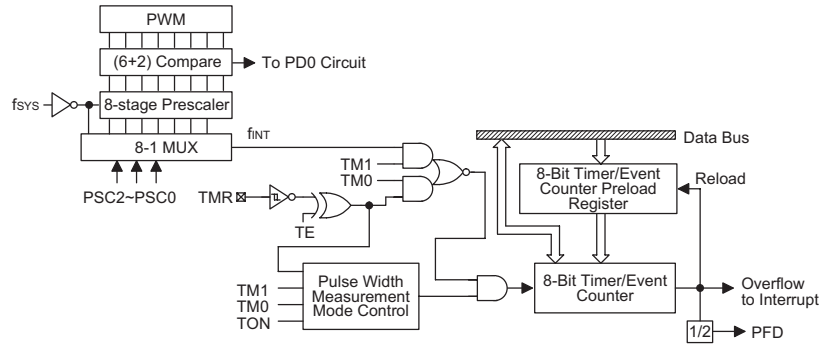 PWM
(6+2) Compare
To PD0 Circuit
fSYS
8-stage Prescaler
8-1 MUX
fINT
PSC2~PSC0
TM1
TM0
TMR
TE
Data Bus
8-Bit Timer/Event
Counter Preload
Register
Reload
Pulse Width
Measurement
Mode Control
TM1
TM0
TON
8-Bit Timer/Event
Counter
Overflow
to Interrupt
1/2
PFD